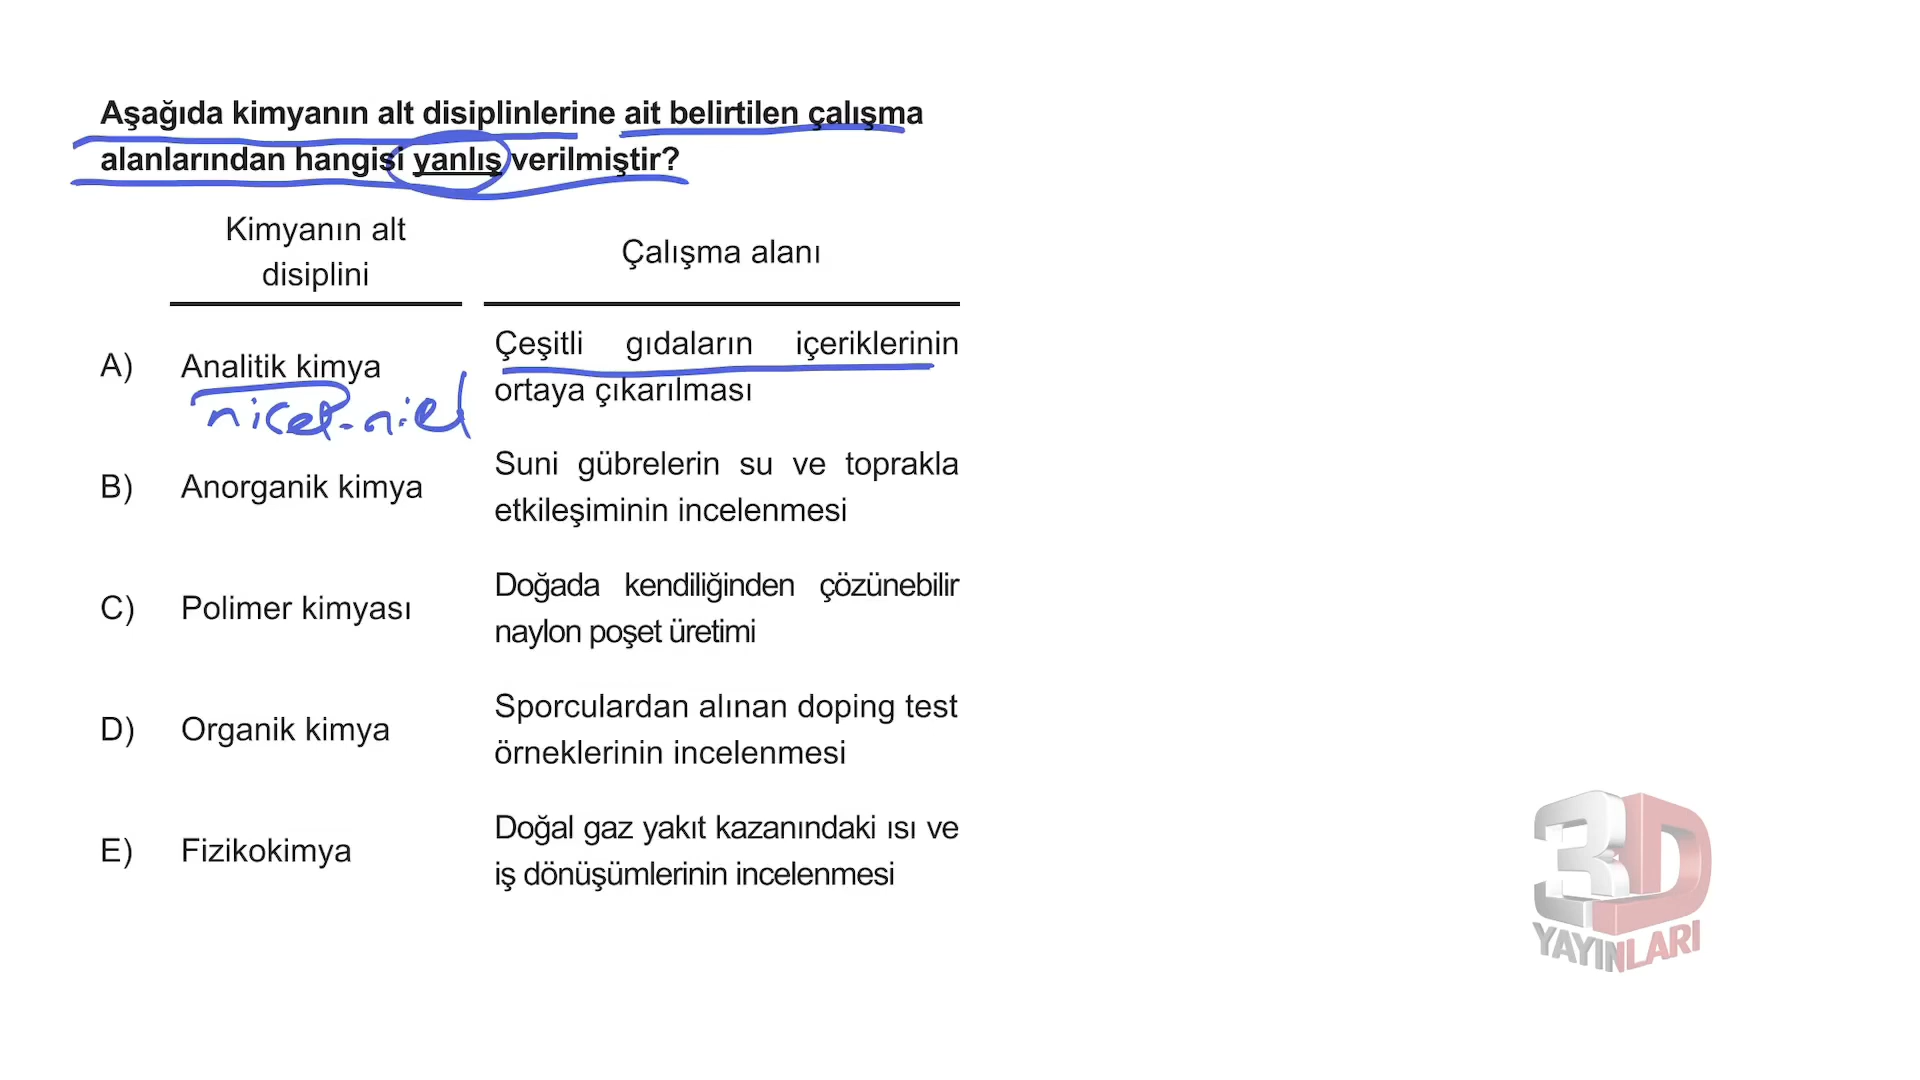 Aşağıda kimyanın alt disiplinlerine ait belirtilen çalışma
alanlarından hangisi yanlış verilmiştir?
Kimyanın alt
disiplini
Çalışma alanı
A) Analitik kimya
Çeşitli gıdaların içeriklerinin
ortaya çıkarılması
nicel-
B) Anorganik kimya
Suni gübrelerin su ve toprakla
etkileşiminin incelenmesi
C) Polimer kimyası
Doğada kendiliğinden çözünebilir
naylon poşet üretimi
D) Organik kimya
Sporculardan alınan doping test
örneklerinin incelenmesi
E) Fizikokimya
Doğal gaz yakıt kazanındaki ısı ve
iş dönüşümlerinin incelenmesi
3D
YAYINLARI